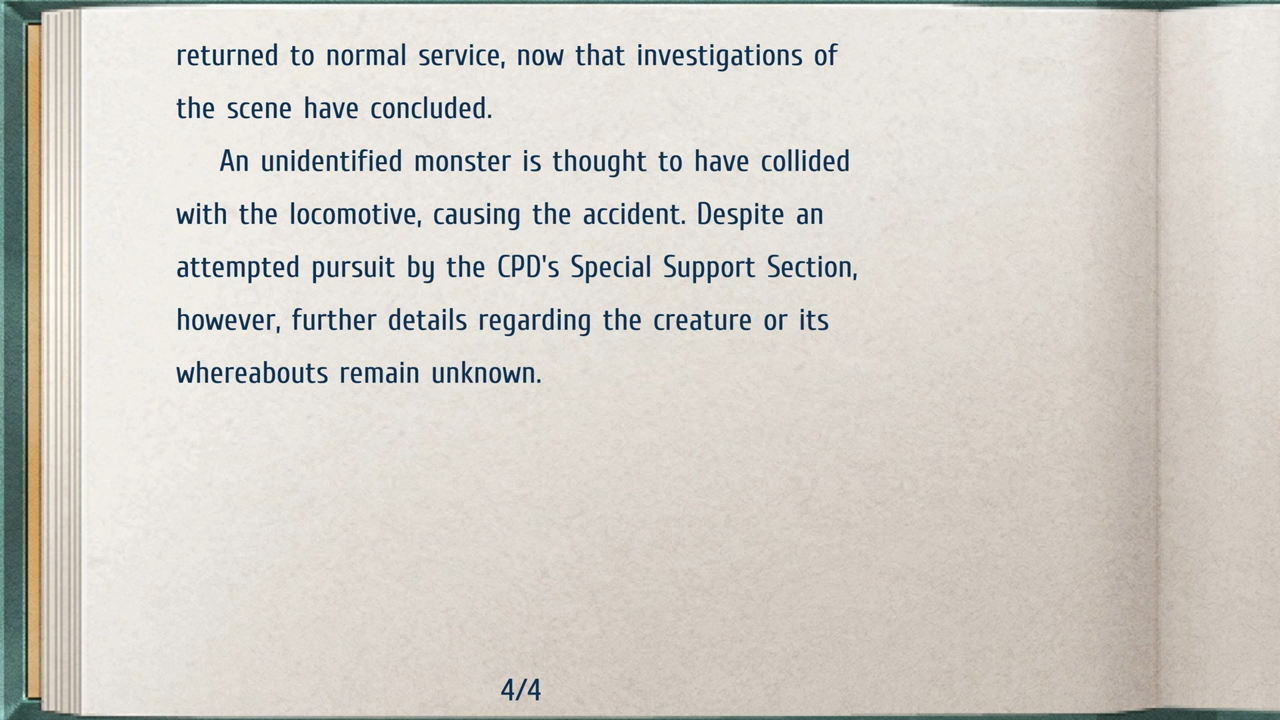 returned to normal service, now that investigations of
the scene have concluded.
An unidentified monster is thought to have collided
with the locomotive, causing the accident. Despite an
attempted pursuit by the CPD's Special Support Section,
however, further details regarding the creature or its
whereabouts remain unknown.
4/4